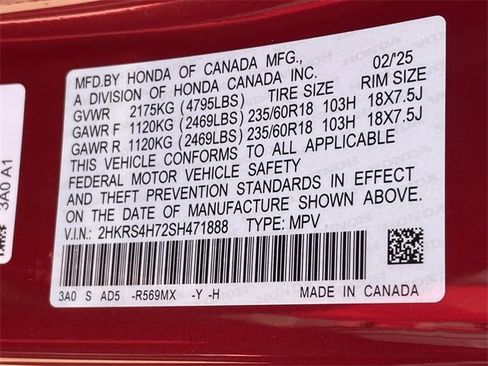 MFD.BY HONDA OF CANADA MFG., 02/'25
A DIVISION OF HONDA CANADA INC.
GVWR 2175KG (4795LBS) TIRE SIZE RIM SIZE
GAWR F 1120KG (2469LBS) 235/60R18 103H 18X7.5J
GAWR R 1120KG (2469LBS) 235/60R18 103H 18X7.5J
THIS VEHICLE CONFORMS TO ALL APPLICABLE
FEDERAL MOTOR VEHICLE SAFETY
AND THEFT PREVENTION STANDARDS IN EFFECT
ON THE DATE OF MANUFACTURE SHOWN ABOVE.
V.I.N: 2HKRS4H72SH471888 TYPE: MPV
3A0 S AD5 -R569MX -Y -H MADE IN CANADA
3A0 A1